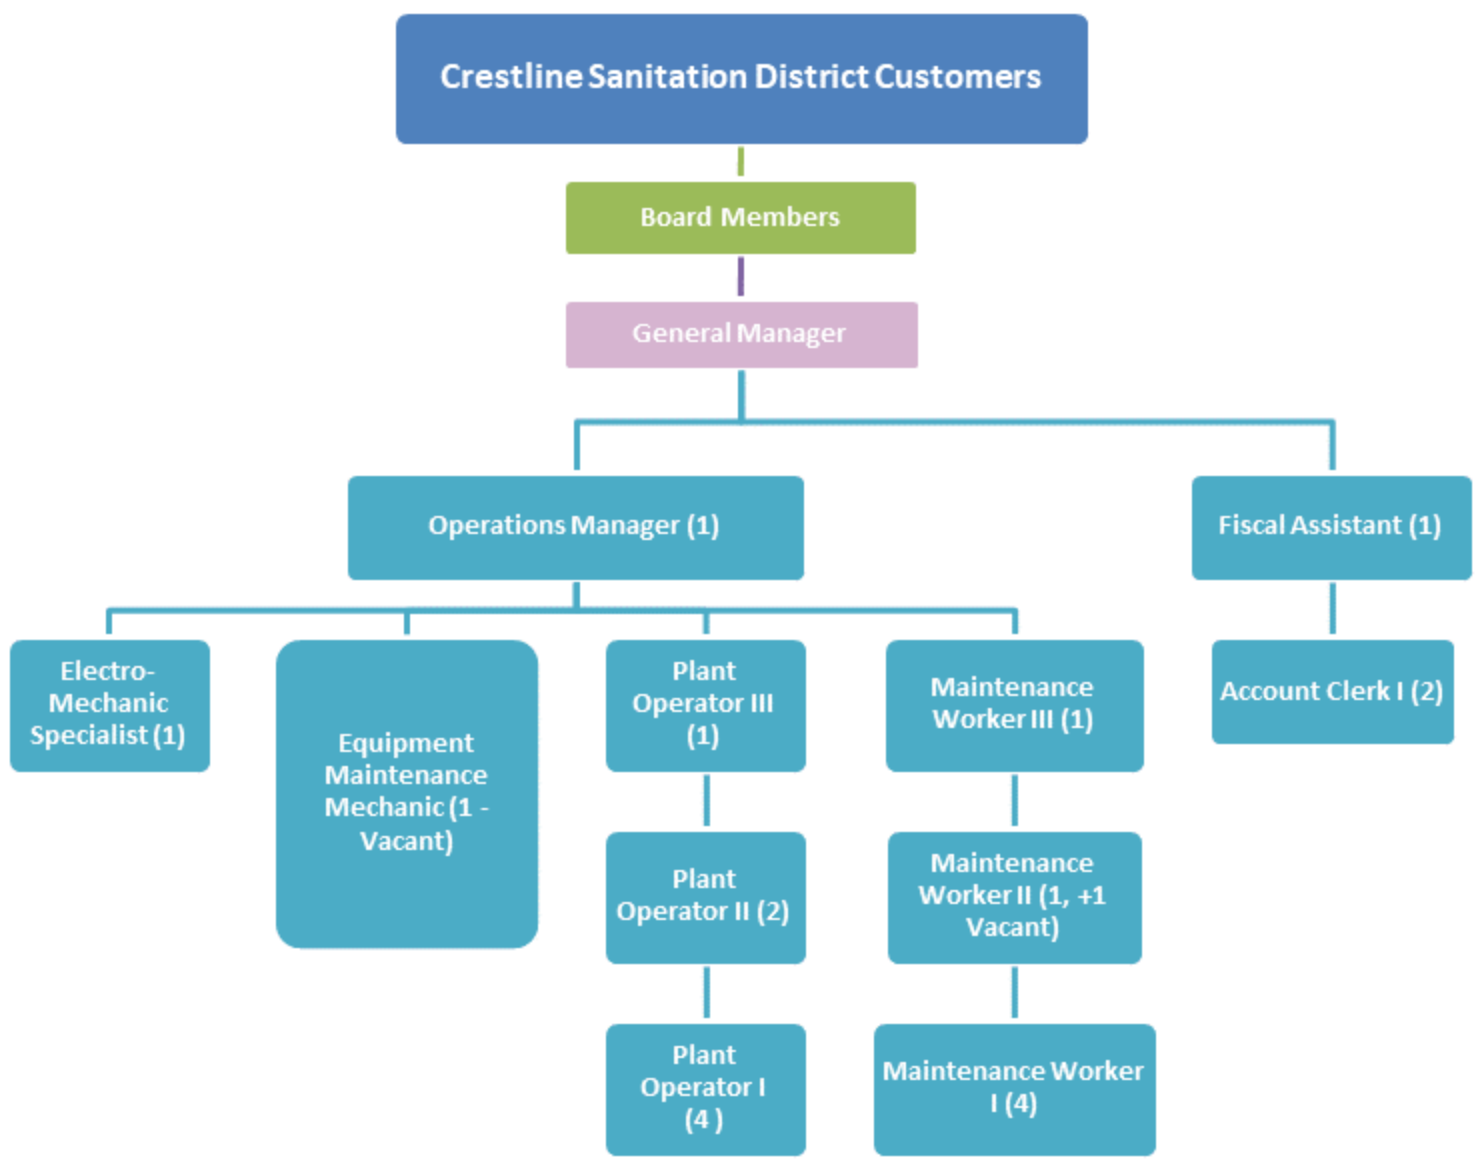 Crestline Sanitation District Customers
Board Members
General Manager
Operations Manager (1)
Fiscal Assistant (1)
Electro-
Mechanic
Specialist (1)
Equipment
Maintenance
Mechanic (1 -
Vacant)
Plant
Operator III
(1)
Maintenance
Worker III (1)
Account Clerk I (2)
Plant
Operator II (2)
Maintenance
Worker II (1, +1
Vacant)
Plant
Operator I
(4 )
Maintenance Worker
I (4)